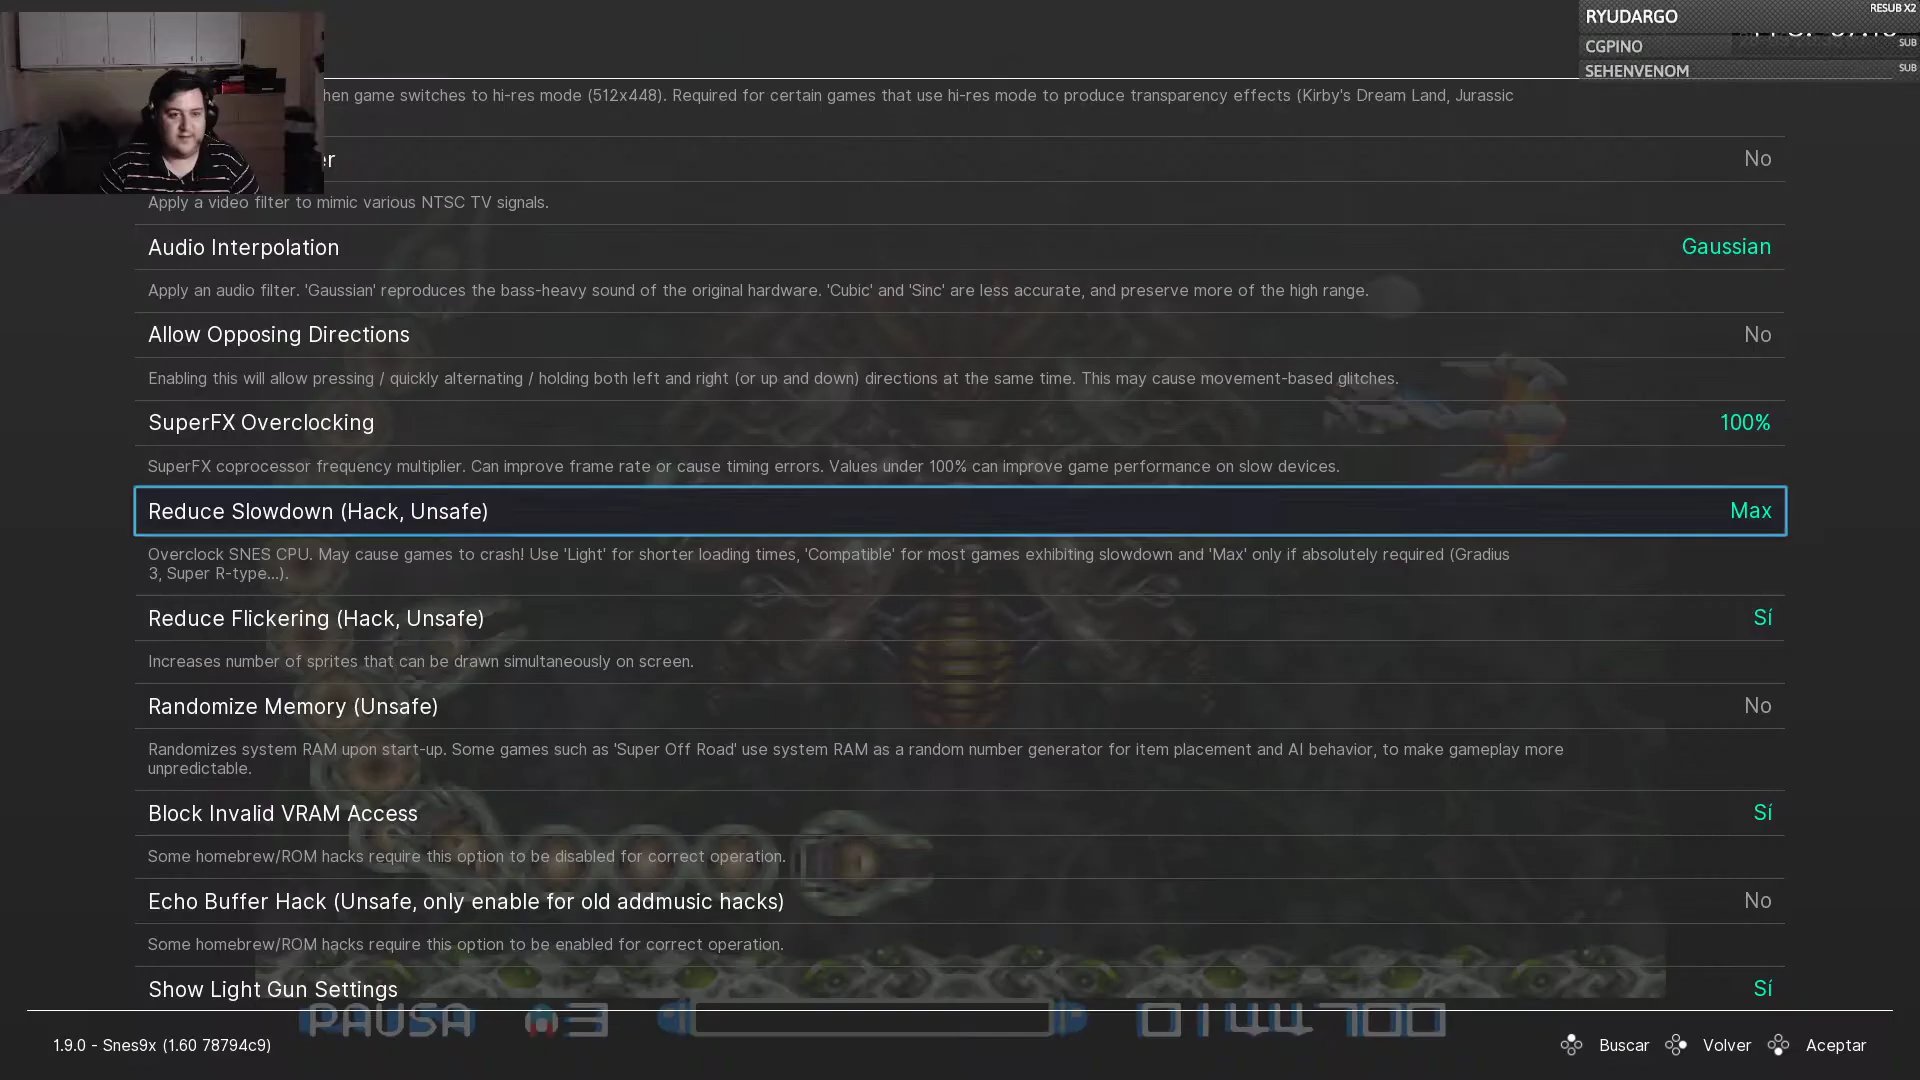 RYUDARGO
RESUB X2
CGPINO
SUB
SEHENVENOM
SUB
hen game switches to hi-res mode (512x448). Required for certain games that use hi-res mode to produce transparency effects (Kirby's Dream Land, Jurassic
er
No
Apply a video filter to mimic various NTSC TV signals.
Audio Interpolation
Gaussian
Apply an audio filter. 'Gaussian' reproduces the bass-heavy sound of the original hardware. 'Cubic' and 'Sinc' are less accurate, and preserve more of the high range.
Allow Opposing Directions
No
Enabling this will allow pressing / quickly alternating / holding both left and right (or up and down) directions at the same time. This may cause movement-based glitches.
SuperFX Overclocking
100%
SuperFX coprocessor frequency multiplier. Can improve frame rate or cause timing errors. Values under 100% can improve game performance on slow devices.
Reduce Slowdown (Hack, Unsafe)
Max
Overclock SNES CPU. May cause games to crash! Use 'Light' for shorter loading times, 'Compatible' for most games exhibiting slowdown and 'Max' only if absolutely required (Gradius
3, Super R-type...).
Reduce Flickering (Hack, Unsafe)
Sí
Increases number of sprites that can be drawn simultaneously on screen.
Randomize Memory (Unsafe)
No
Randomizes system RAM upon start-up. Some games such as 'Super Off Road' use system RAM as a random number generator for item placement and AI behavior, to make gameplay more
unpredictable.
Block Invalid VRAM Access
Sí
Some homebrew/ROM hacks require this option to be disabled for correct operation.
Echo Buffer Hack (Unsafe, only enable for old addmusic hacks)
No
Some homebrew/ROM hacks require this option to be enabled for correct operation.
Show Light Gun Settings
Sí
PAUSA 3 0144700
1.9.0 - Snes9x (1.60 78794c9)
Buscar Volver Aceptar